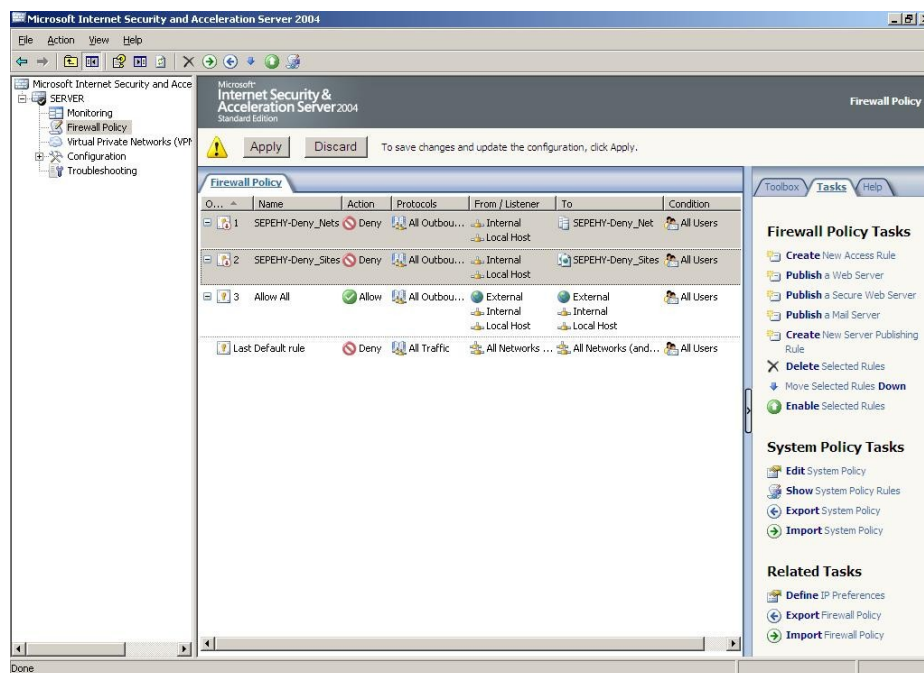 Microsoft Internet Security and Acceleration Server 2004
File Action View Help
Microsoft Internet Security and Acce
SERVER
Monitoring
Firewall Policy
Virtual Private Networks (VPN
Configuration
Troubleshooting
Microsoft
Internet Security &
Acceleration Server 2004
Standard Edition
Firewall Policy
Apply Discard To save changes and update the configuration, click Apply.
Firewall Policy
O... Name Action Protocols From / Listener To Condition
1 SEPEHY-Deny_Nets Deny All Outbou... Internal SEPEHY-Deny_Net All Users
Local Host
2 SEPEHY-Deny_Sites Deny All Outbou... Internal SEPEHY-Deny_Sites All Users
Local Host
3 Allow All Allow All Outbou... External External All Users
Internal Internal
Local Host Local Host
Last Default rule Deny All Traffic All Networks ... All Networks (and... All Users
Toolbox Tasks Help
Firewall Policy Tasks
Create New Access Rule
Publish a Web Server
Publish a Secure Web Server
Publish a Mail Server
Create New Server Publishing
Rule
Delete Selected Rules
Move Selected Rules Down
Enable Selected Rules
System Policy Tasks
Edit System Policy
Show System Policy Rules
Export System Policy
Import System Policy
Related Tasks
Define IP Preferences
Export Firewall Policy
Import Firewall Policy
Done